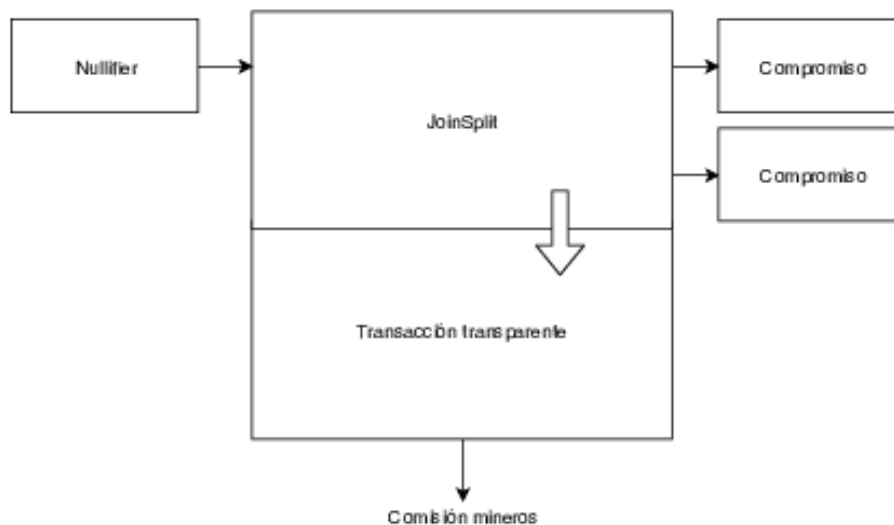 Nullifier
Compromiso
JoinSplit
Compromiso
Transacción transparente
Comisión mineros